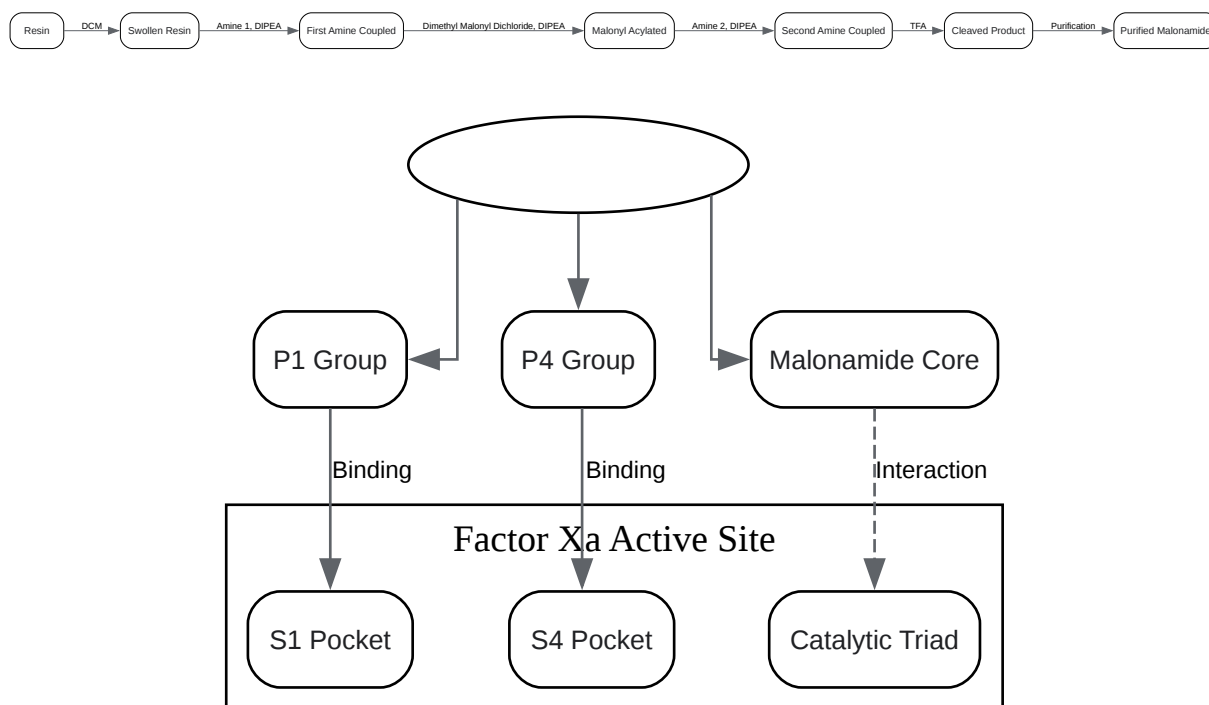 Resin
DCM
Swollen Resin
Amine 1, DIPEA
First Amine Coupled
Dimethyl Malonyl Dichloride, DIPEA
Malonyl Acylated
Amine 2, DIPEA
Second Amine Coupled
TFA
Cleaved Product
Purification
Purified Malonamide
P1 Group
P4 Group
Malonamide Core
Binding
Binding
Interaction
Factor Xa Active Site
S1 Pocket
S4 Pocket
Catalytic Triad